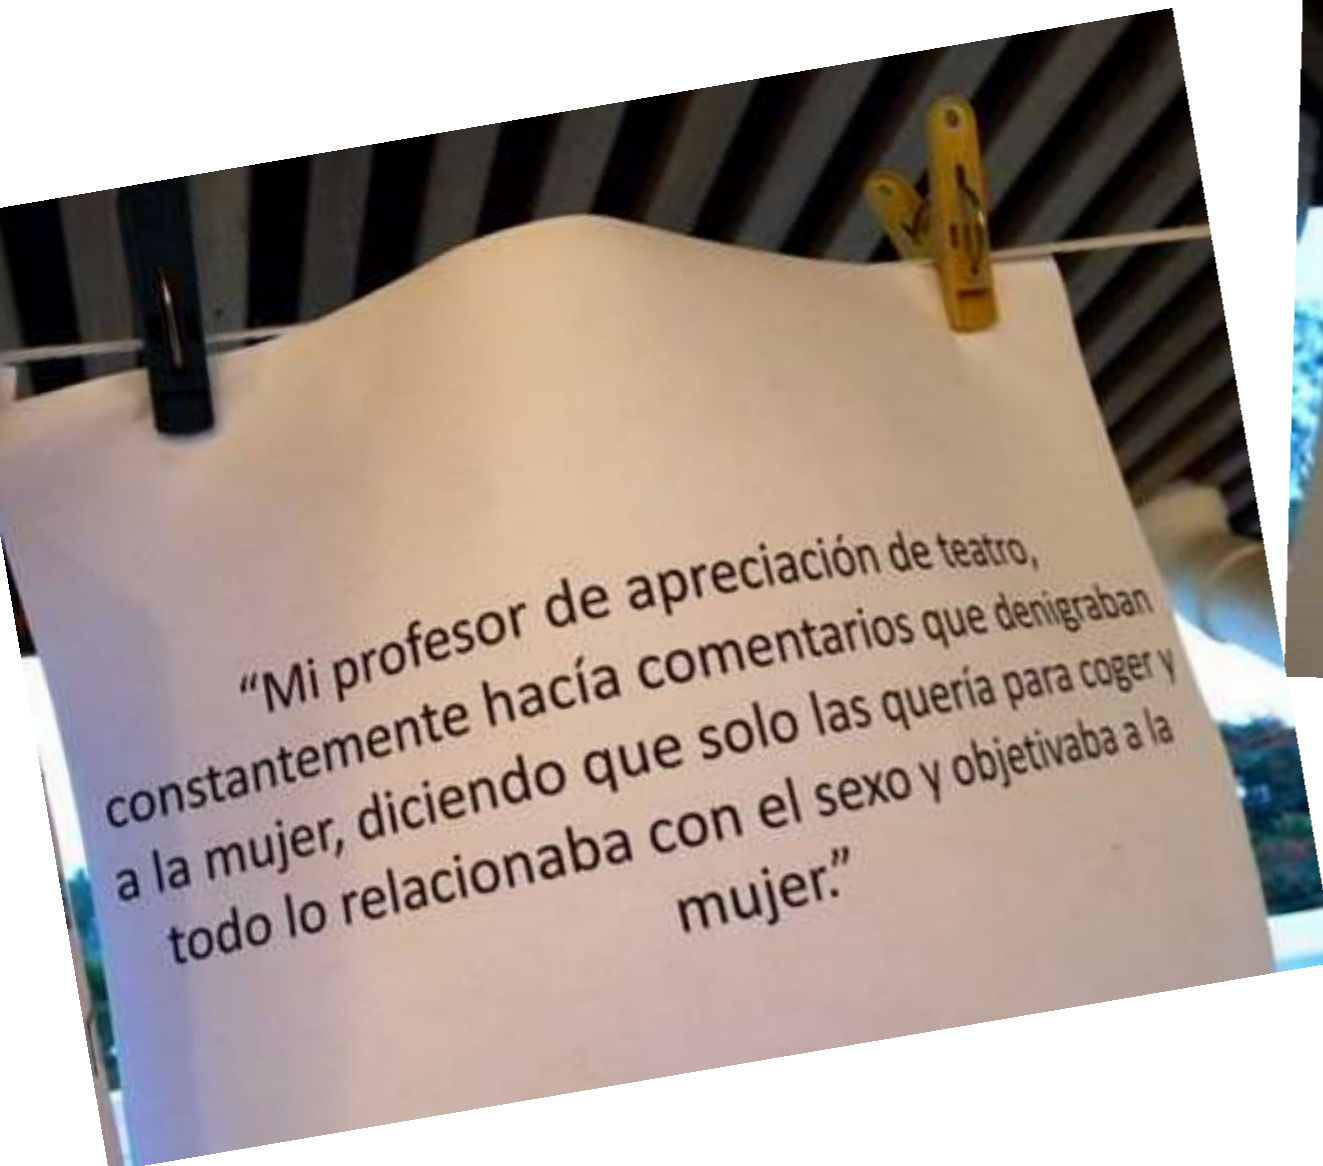 “Mi profesor de apreciación de teatro,
constantemente hacía comentarios que denigraban
a la mujer, diciendo que solo las quería para coger y
todo lo relacionaba con el sexo y objetivaba a la
mujer.”